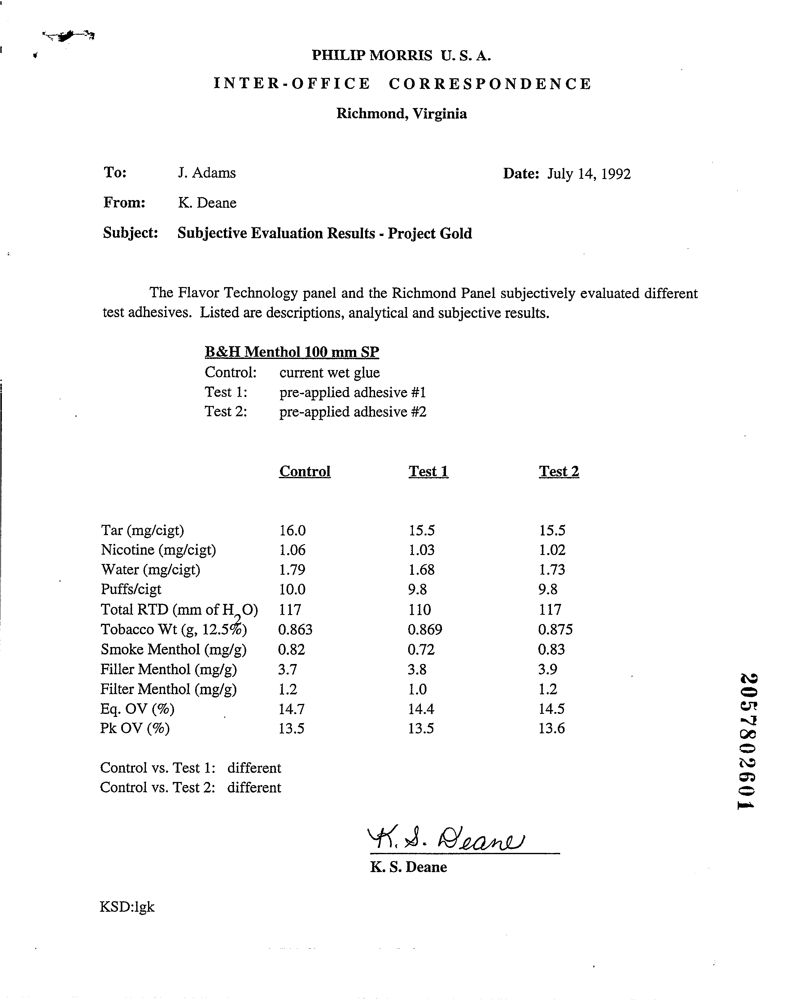 PHILIP MORRIS U. S. A.
INTER-OFFICE CORRESPONDENCE
Richmond, Virginia
To: J. Adams Date: July 14, 1992
From: K. Deane
Subject: Subjective Evaluation Results - Project Gold
The Flavor Technology panel and the Richmond Panel subjectively evaluated different
test adhesives. Listed are descriptions, analytical and subjective results.
B&H Menthol 100 mm SP
Control: current wet glue
Test 1: pre-applied adhesive #1
Test 2: pre-applied adhesive #2
Control Test 1 Test 2
Tar (mg/cigt) 16.0 15.5 15.5
Nicotine (mg/cigt) 1.06 1.03 1.02
Water (mg/cigt) 1.79 1.68 1.73
Puffs/cigt 10.0 9.8 9.8
Total RTD (mm of H2O) 117 110 117
Tobacco Wt (g, 12.5%) 0.863 0.869 0.875
Smoke Menthol (mg/g) 0.82 0.72 0.83
Filler Menthol (mg/g) 3.7 3.8 3.9
Filter Menthol (mg/g) 1.2 1.0 1.2
Eq. OV (%) 14.7 14.4 14.5
Pk OV (%) 13.5 13.5 13.6
Control vs. Test 1: different
Control vs. Test 2: different
K. S. Deane
K. S. Deane
KSD:lgk
2057802601